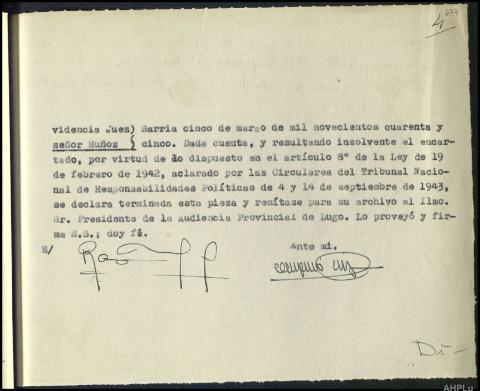 4 877
videncia Juez) Sarria cinco de marzo de mil novecientos cuarenta y
señor Muñoz ) cinco. Dada cuenta, y resultando insolvente el encar-
tado, por virtud de lo dispuesto en el artículo 8º de la Ley de 19
de febrero de 1942, aclarado por las Circulares del Tribunal Nacio-
nal de Responsabilidades Políticas de 4 y 14 de septiembre de 1943,
se declara terminada esta pieza y remítase para su archivo al Ilmo.
Sr. Presidente de la Audiencia Provincial de Lugo. Lo proveyó y fir-
ma S.S.; doy fé.
E/
Ante mi.
Di-
AHPLu